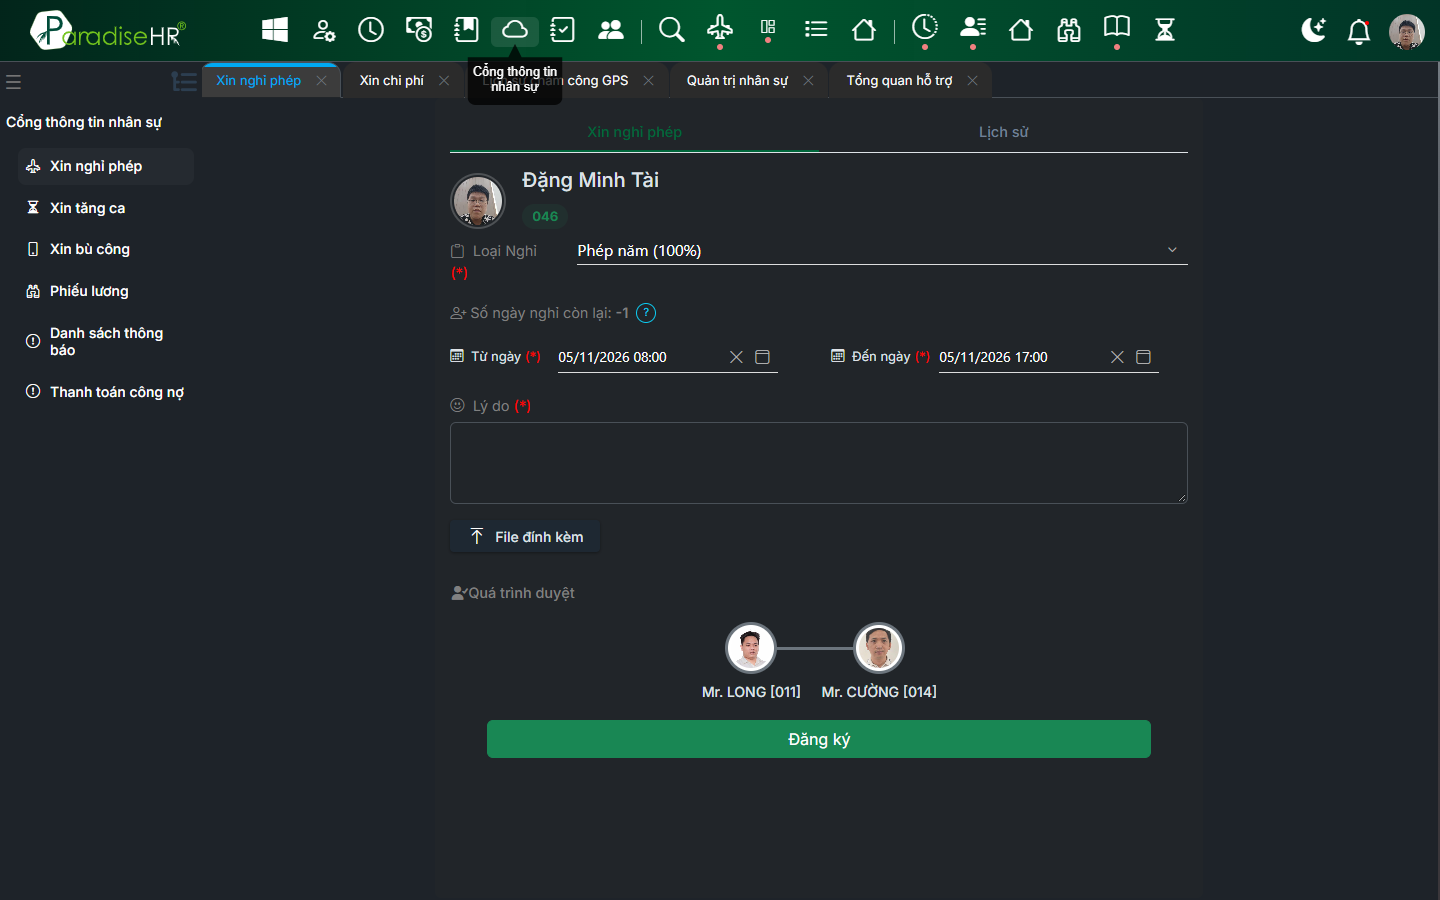 ParadiseHR®
Cổng thông tin
nhân sự
Xin nghỉ phép
Xin chi phí
công GPS
Quản trị nhân sự
Tổng quan hỗ trợ
Cổng thông tin nhân sự
Xin nghỉ phép
Xin tăng ca
Xin bù công
Phiếu lương
Danh sách thông
báo
Thanh toán công nợ
Xin nghỉ phép
Lịch sử
Đặng Minh Tài
046
Loại Nghỉ
(*)
Phép năm (100%)
Số ngày nghỉ còn lại: -1 ?
Từ ngày (*) 05/11/2026 08:00
Đến ngày (*) 05/11/2026 17:00
Lý do (*)
File đính kèm
Quá trình duyệt
Mr. LONG [011]
Mr. CƯỜNG [014]
Đăng ký